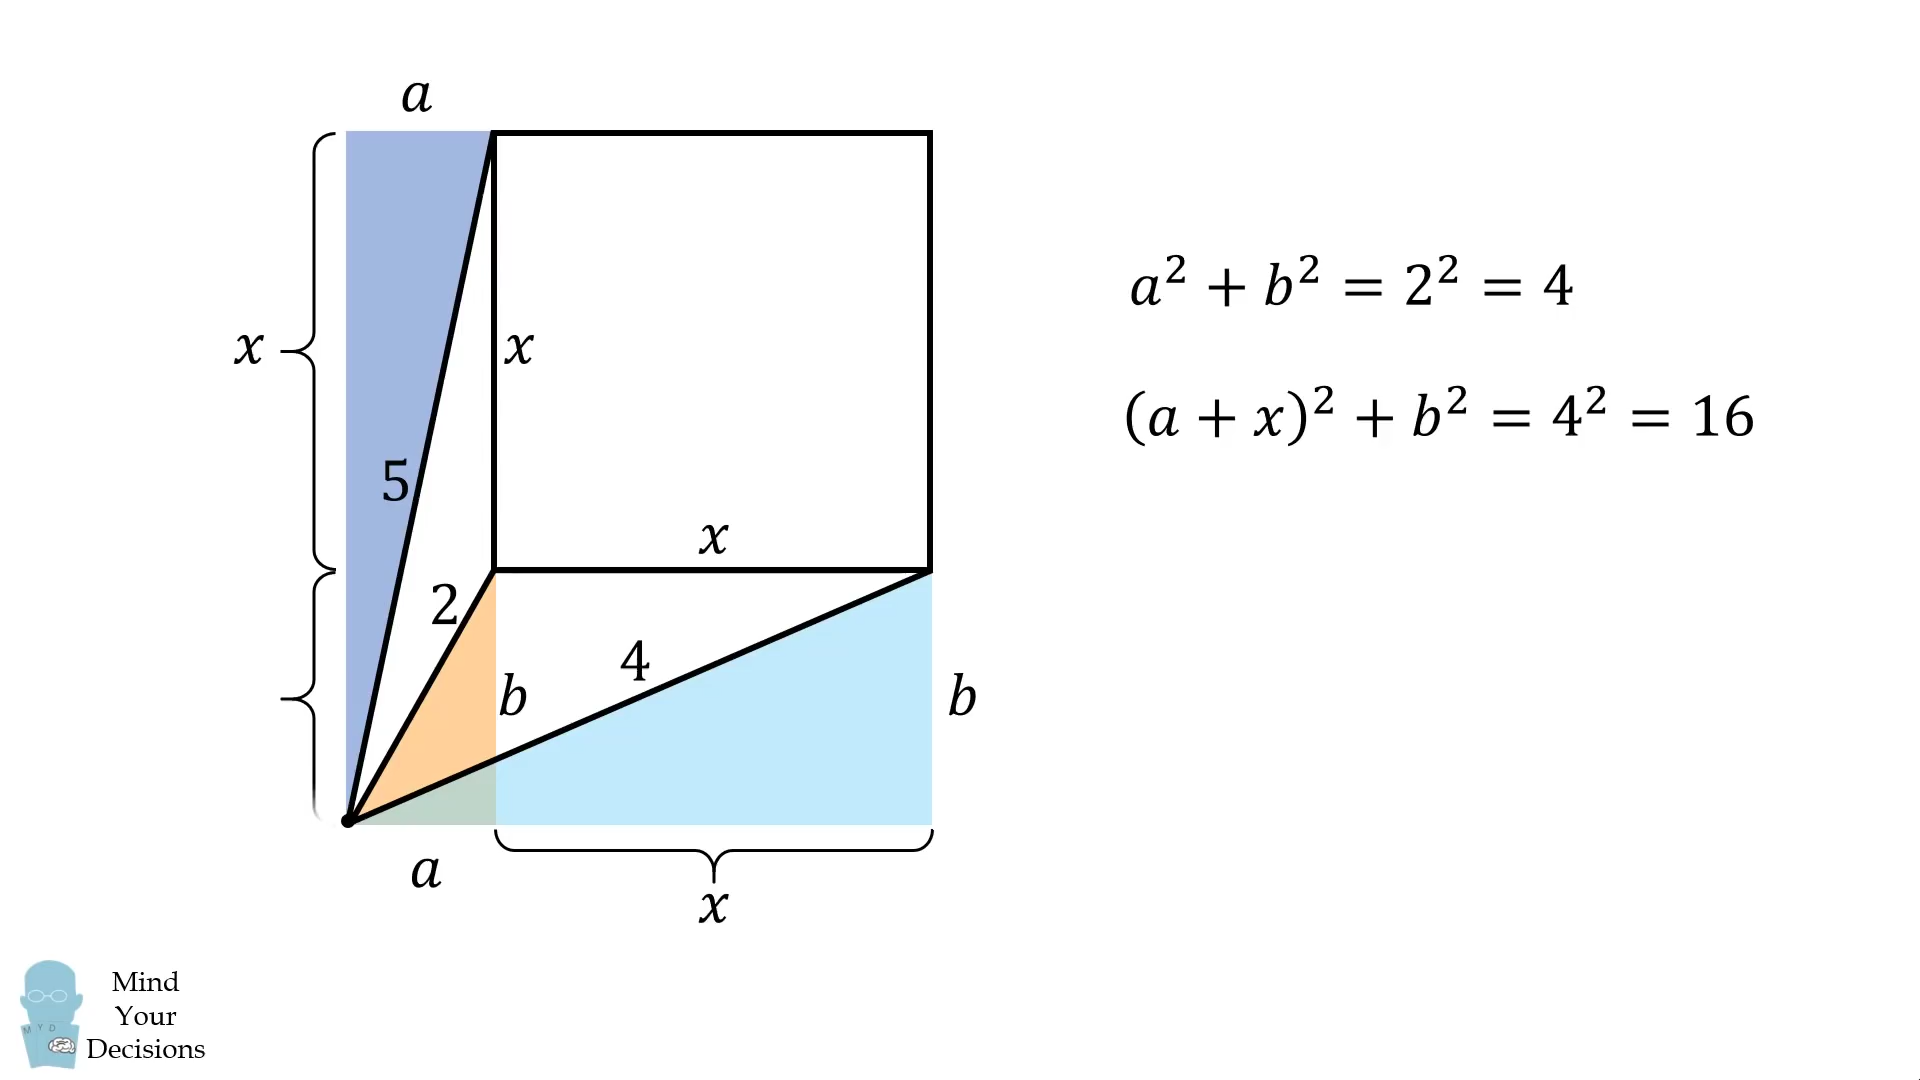 a
x
x
5
x
2
4
b
b
a
x
a² + b² = 2² = 4
(a + x)² + b² = 4² = 16
M Y D
Mind
Your
Decisions